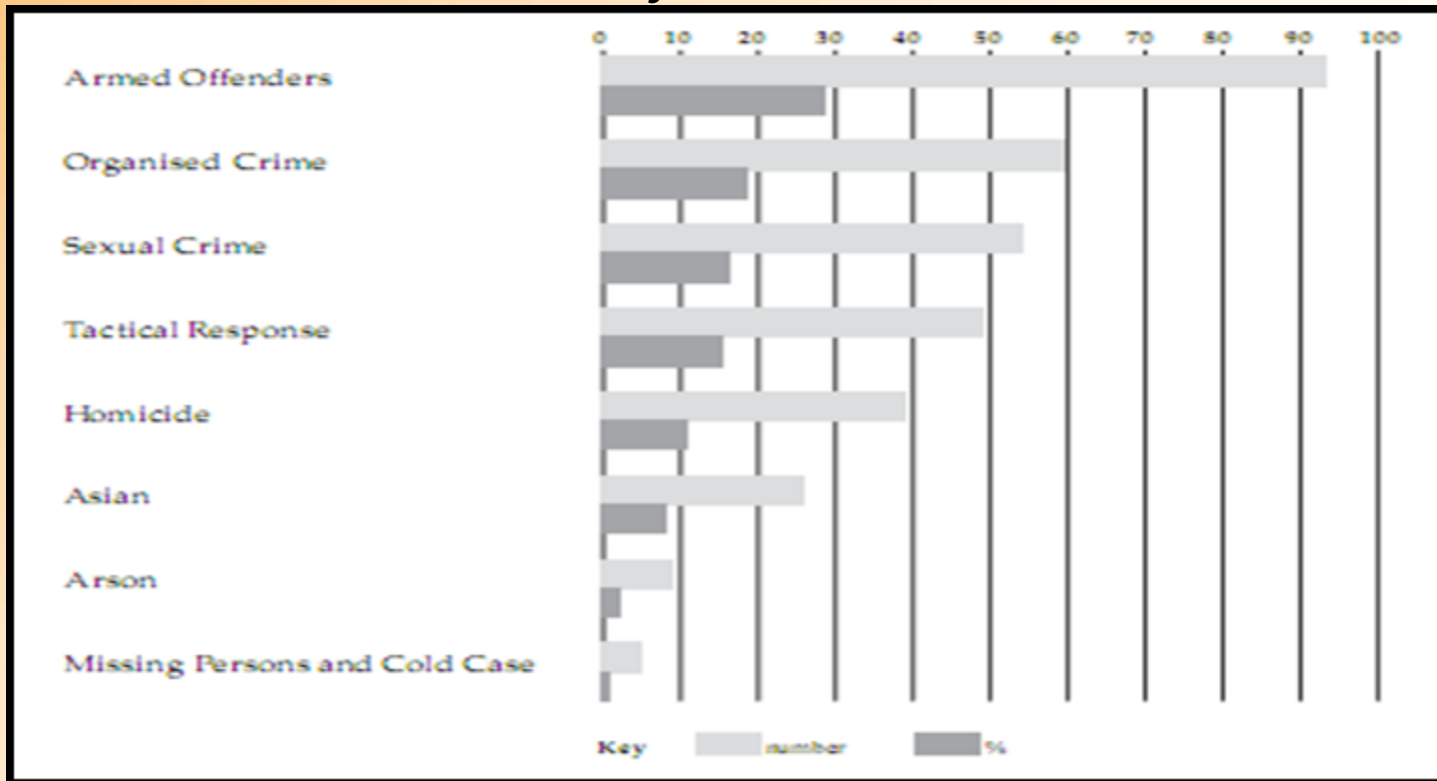 0 10 20 30 40 50 60 70 80 90 100
Armed Offenders
Organised Crime
Sexual Crime
Tactical Response
Homicide
Asian
Arson
Missing Persons and Cold Case
Key number %